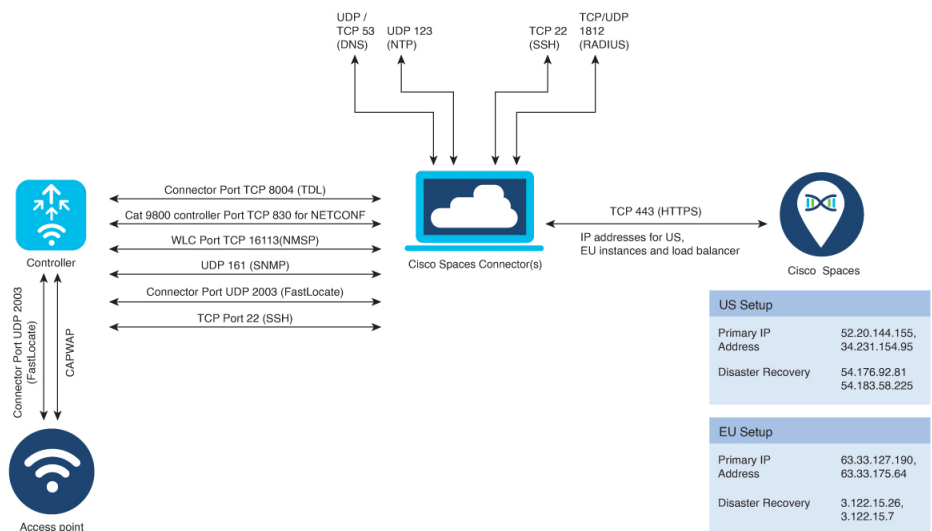 UDP /
TCP 53
(DNS)
UDP 123
(NTP)
TCP 22
(SSH)
TCP/UDP
1812
(RADIUS)
Connector Port TCP 8004 (TDL)
Cat 9800 controller Port TCP 830 for NETCONF
WLC Port TCP 16113(NMSP)
UDP 161 (SNMP)
Connector Port UDP 2003 (FastLocate)
TCP Port 22 (SSH)
Controller
Cisco Spaces Connector(s)
TCP 443 (HTTPS)
IP addresses for US,
EU instances and load balancer
Cisco Spaces
Connector Port UDP 2003
(FastLocate)
CAPWAP
Access point
US Setup
Primary IP
Address
52.20.144.155,
34.231.154.95
Disaster Recovery
54.176.92.81
54.183.58.225
EU Setup
Primary IP
Address
63.33.127.190,
63.33.175.64
Disaster Recovery
3.122.15.26,
3.122.15.7